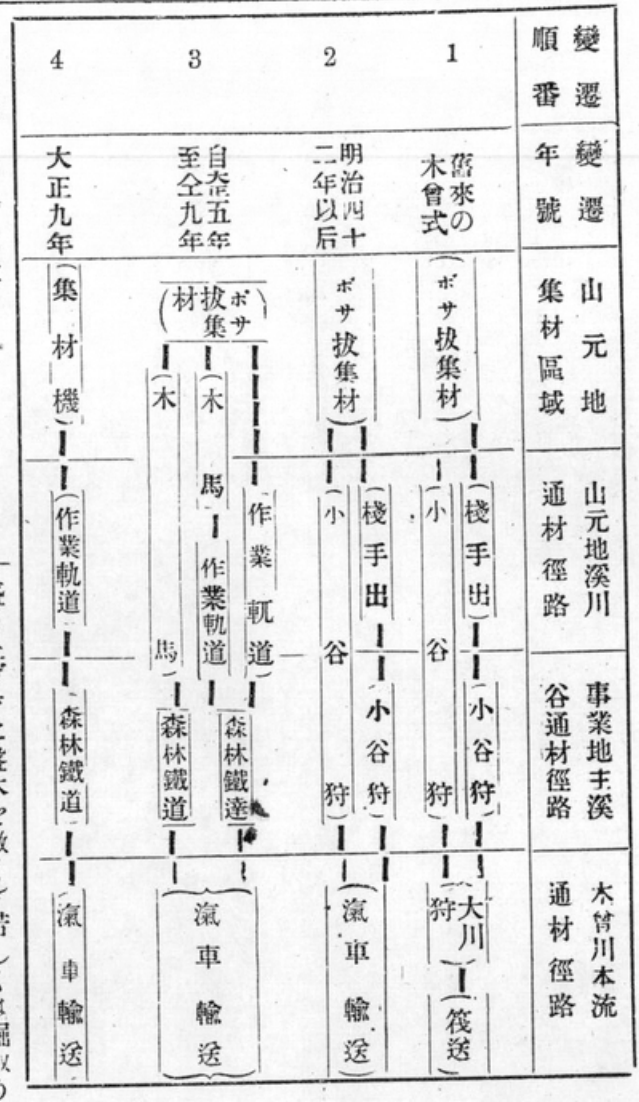 變遷
順番
變遷
年號
山元地
集材區域
山元地溪川
通材徑路
事業地主溪
谷通材徑路
木曾川本流
通材徑路
1
舊來の
木曾式
ボサ拔集材
棧手出
小谷狩
小谷狩
大川
狩
筏送
2
明治四十
二年以后
ボサ拔集材
棧手出
小谷狩
小谷狩
滊車輸送
3
自仝五年
至仝九年
ボサ
拔集
材
作業軌道
木馬
作業軌道
木馬
森林鐵道
森林鐵道
滊車輸送
4
大正九年
集材機
作業軌道
森林鐵道
滊車輸送